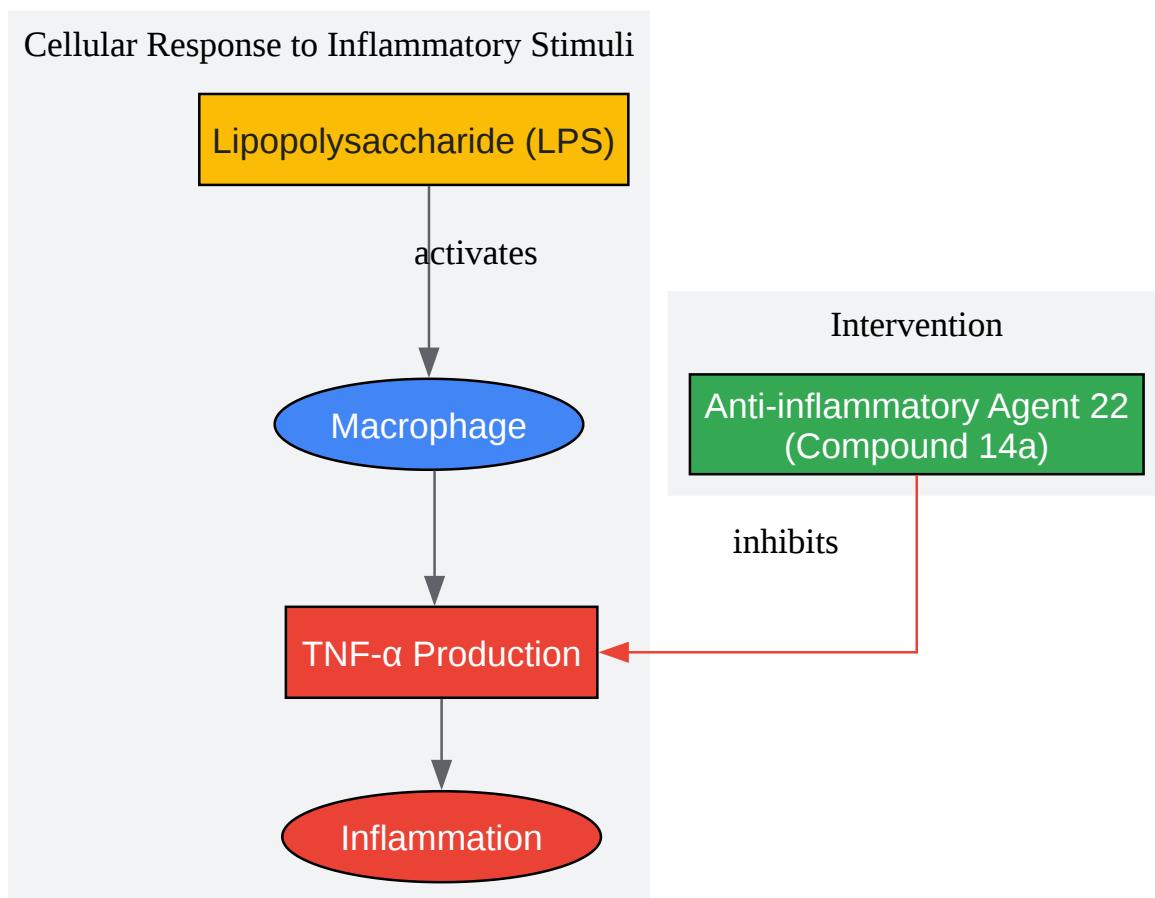 Cellular Response to Inflammatory Stimuli
Lipopolysaccharide (LPS)
activates
Macrophage
Intervention
Anti-inflammatory Agent 22
(Compound 14a)
inhibits
TNF-α Production
Inflammation